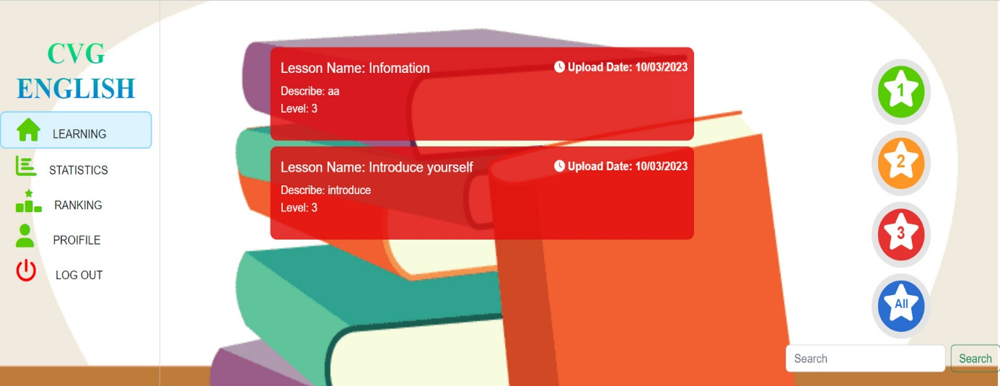 CVG
ENGLISH
LEARNING
STATISTICS
RANKING
PROIFILE
LOG OUT
Lesson Name: Infomation
Upload Date: 10/03/2023
Describe: aa
Level: 3
Lesson Name: Introduce yourself
Upload Date: 10/03/2023
Describe: introduce
Level: 3
1
2
3
All
Search
Search